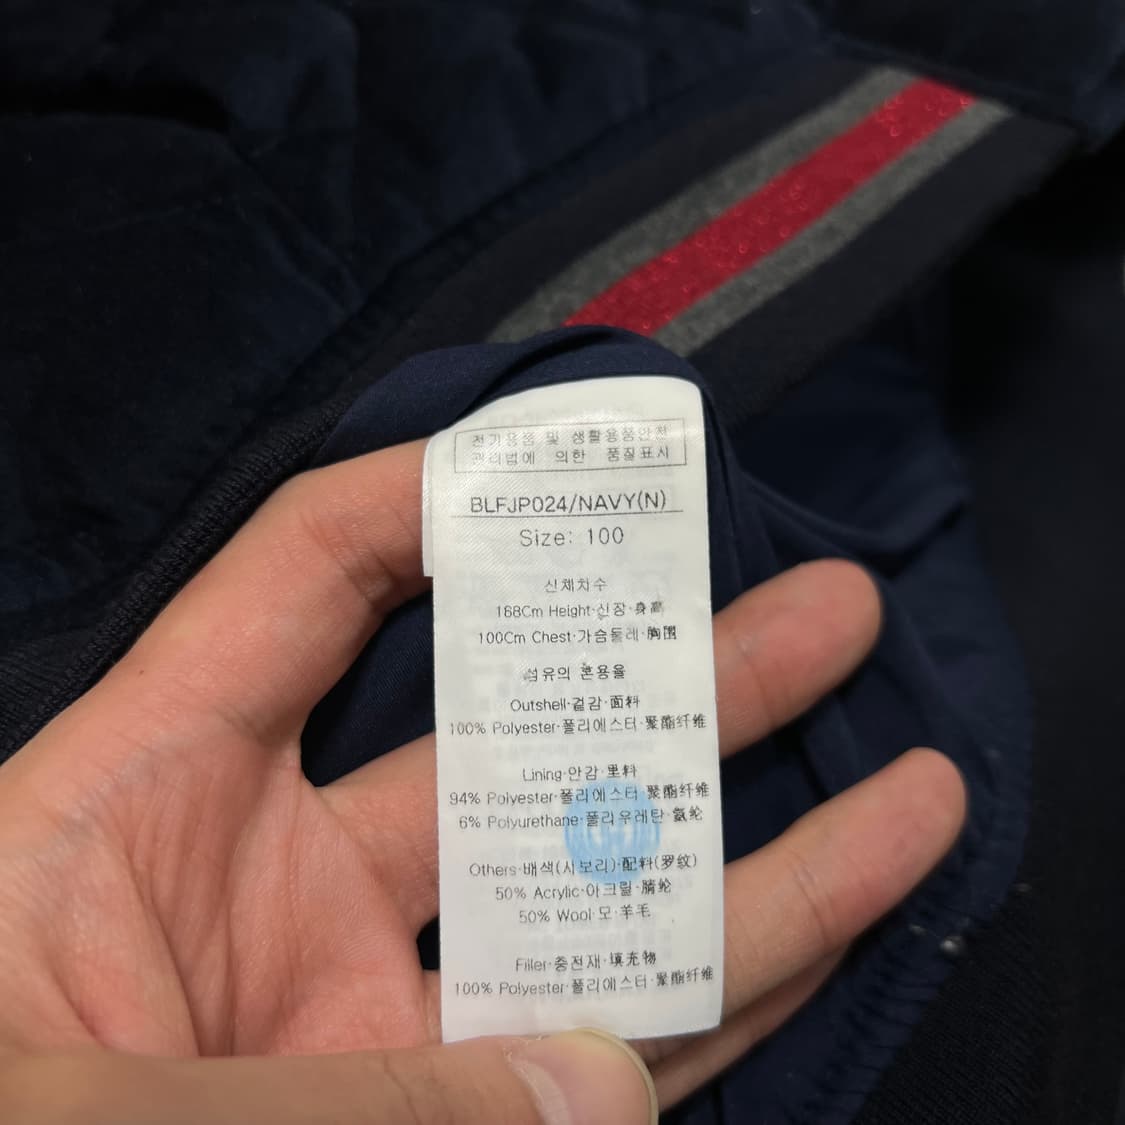 전기용품 및 생활용품안전
관리법에 의한 품질표시
BLFJP024/NAVY(N)
Size: 100
신체치수
168Cm Height·신장·身高
100Cm Chest·가슴둘레·胸围
섬유의 혼용율
Outshell·겉감·面料
100% Polyester·폴리에스터·聚酯纤维
Lining·안감·里料
94% Polyester·폴리에스터·聚酯纤维
6% Polyurethane·폴리우레탄·氨纶
Others·배색(시보리)·配料(罗纹)
50% Acrylic·아크릴·腈纶
50% Wool·모·羊毛
Filler·충전재·填充物
100% Polyester·폴리에스터·聚酯纤维